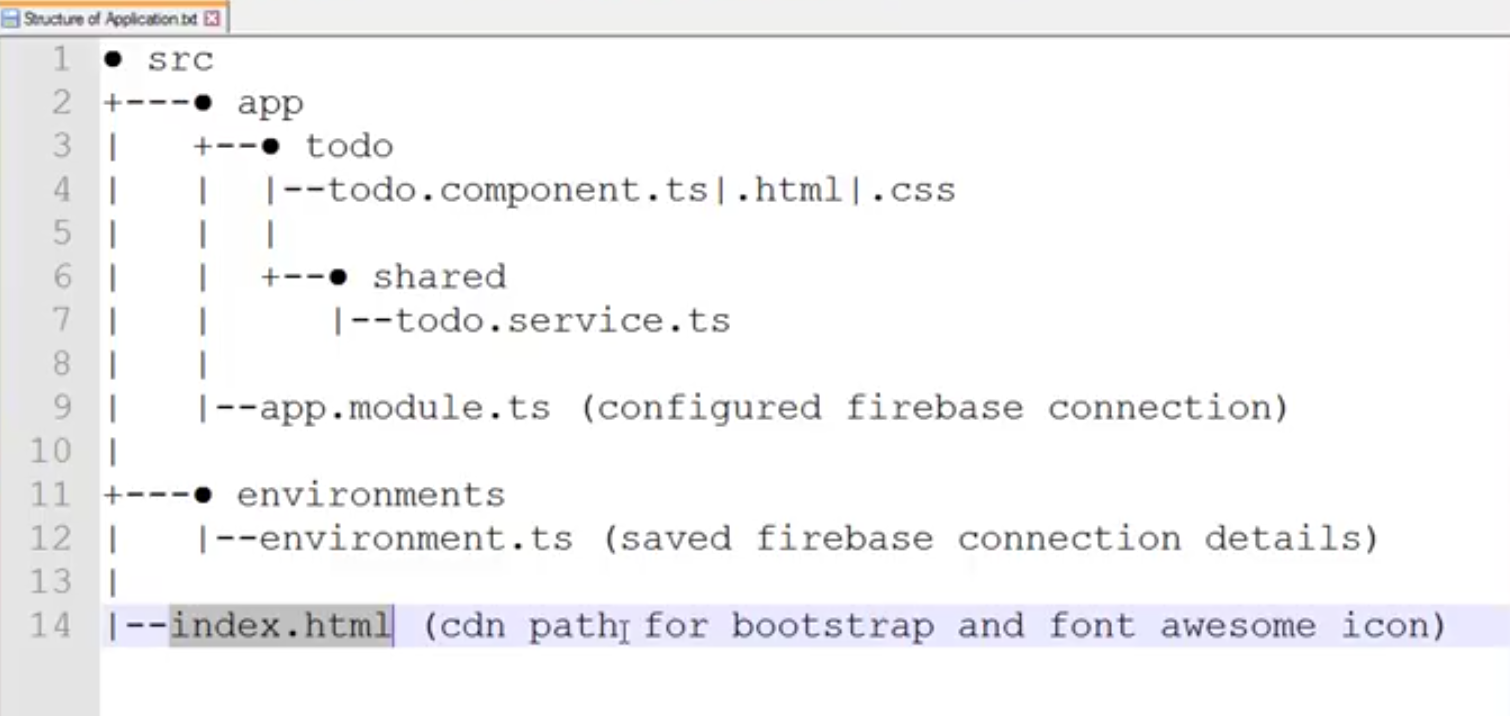 Structure of Application.txt
1 ● src
2 +---● app
3 |   +--● todo
4 |   |  |--todo.component.ts|.html|.css
5 |   |  |
6 |   |  +--● shared
7 |   |     |--todo.service.ts
8 |   |
9 |   |--app.module.ts (configured firebase connection)
10 |
11 +---● environments
12 |   |--environment.ts (saved firebase connection details)
13 |
14 |--index.html (cdn path for bootstrap and font awesome icon)